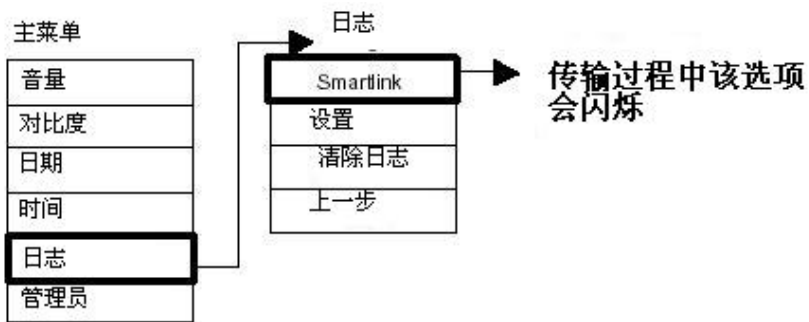 主菜单
音量
对比度
日期
时间
日志
管理员
日志
Smartlink
设置
清除日志
上一步
传输过程中该选项
会闪烁